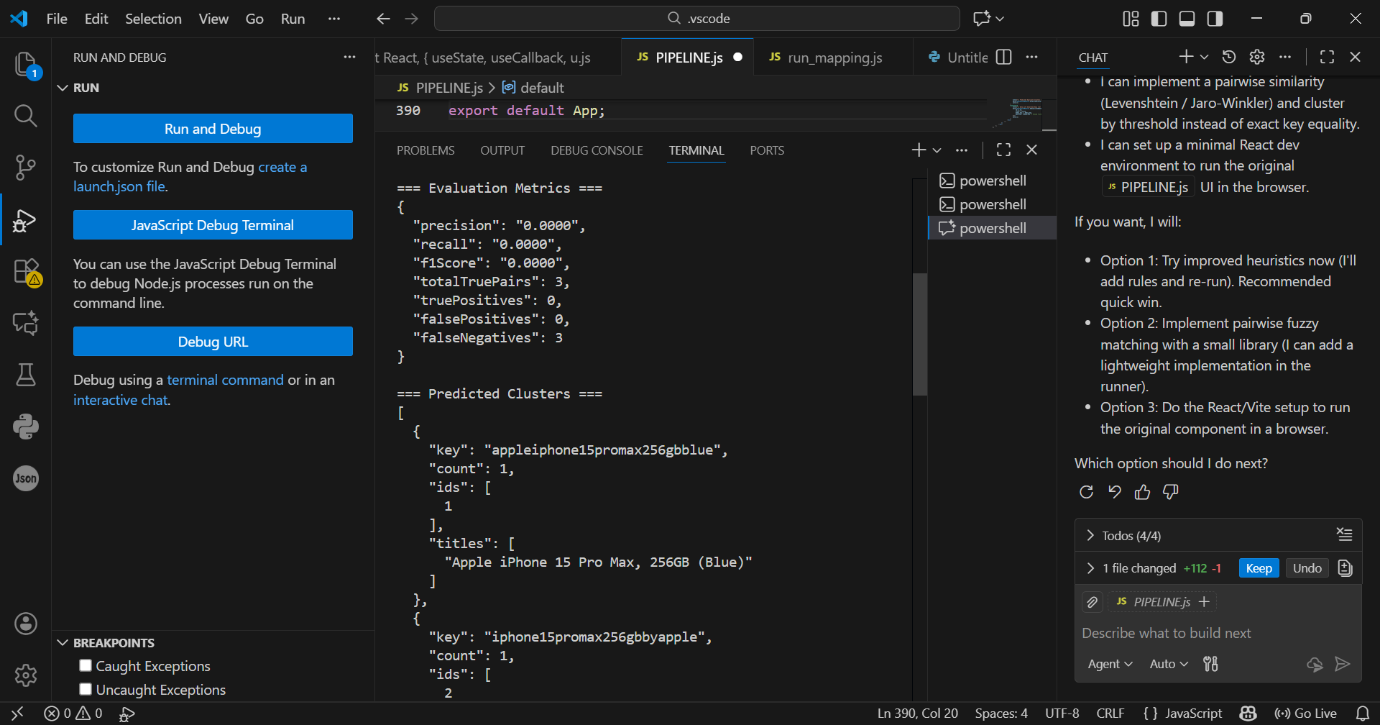 File Edit Selection View Go Run ··· .vscode
1
RUN AND DEBUG ···
RUN
Run and Debug
To customize Run and Debug create a
launch.json file.
JavaScript Debug Terminal
You can use the JavaScript Debug Terminal
to debug Node.js processes run on the
command line.
Debug URL
Debug using a terminal command or in an
interactive chat.
Json
BREAKPOINTS
Caught Exceptions
Uncaught Exceptions
t React, { useState, useCallback, u.js
JS PIPELINE.js
JS run_mapping.js
Untitle
JS PIPELINE.js > default
390 export default App;
PROBLEMS OUTPUT DEBUG CONSOLE TERMINAL PORTS
=== Evaluation Metrics ===
{
"precision": "0.0000",
"recall": "0.0000",
"f1Score": "0.0000",
"totalTruePairs": 3,
"truePositives": 0,
"falsePositives": 0,
"falseNegatives": 3
}
=== Predicted Clusters ===
[
{
"key": "appleiphone15promax256gbblue",
"count": 1,
"ids": [
1
],
"titles": [
"Apple iPhone 15 Pro Max, 256GB (Blue)"
]
},
{
"key": "iphone15promax256gbbyapple",
"count": 1,
"ids": [
2
powershell
powershell
powershell
CHAT
• I can implement a pairwise similarity
(Levenshtein / Jaro-Winkler) and cluster
by threshold instead of exact key equality.
• I can set up a minimal React dev
environment to run the original
JS PIPELINE.js UI in the browser.
If you want, I will:
• Option 1: Try improved heuristics now (I'll
add rules and re-run). Recommended
quick win.
• Option 2: Implement pairwise fuzzy
matching with a small library (I can add a
lightweight implementation in the
runner).
• Option 3: Do the React/Vite setup to run
the original component in a browser.
Which option should I do next?
Todos (4/4)
1 file changed +112 -1 Keep Undo
JS PIPELINE.js +
Describe what to build next
Agent Auto
0 0 Ln 390, Col 20 Spaces: 4 UTF-8 CRLF { } JavaScript Go Live